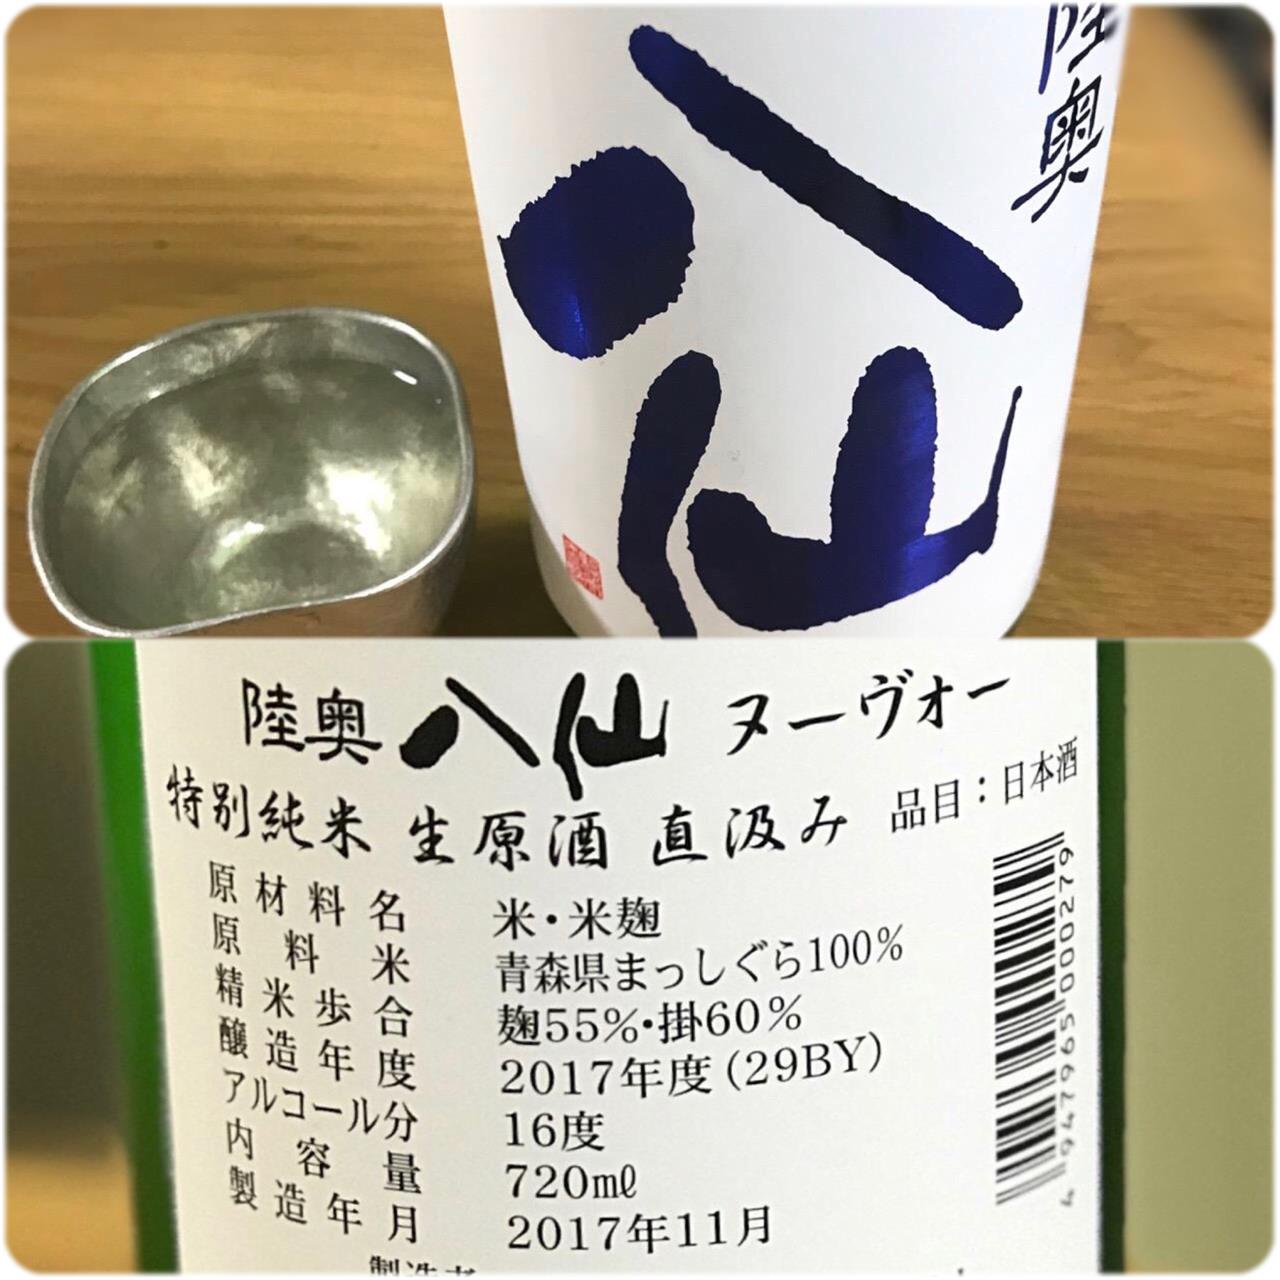 陸奥
八仙
陸奥八仙 ヌーヴォー
特別純米 生原酒 直汲み 品目：日本酒
原材料名 米・米麹
原料米 青森県まっしぐら100％
精米歩合 麹55％・掛60％
醸造年度 2017年度（29BY）
アルコール分 16度
内容量 720㎖
製造年月 2017年11月
製造者
4947965000279